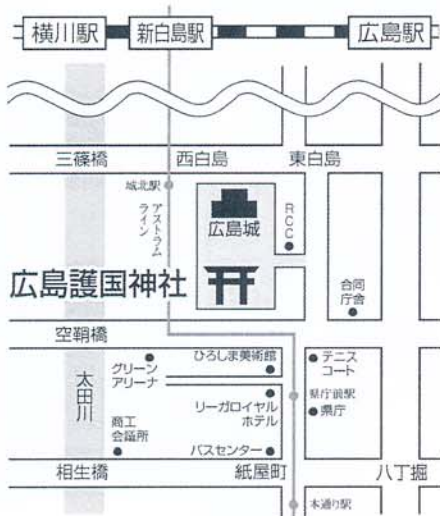 横川駅
新白島駅
広島駅
三篠橋
西白島
東白島
城北駅
アストラム
ライン
広島城
RCC
広島護国神社
合同
庁舎
空鞘橋
太田川
グリーン
アリーナ
ひろしま美術館
テニス
コート
県庁前駅
県庁
リーガロイヤル
ホテル
商工
会議所
バスセンター
相生橋
紙屋町
八丁掘
本通り駅